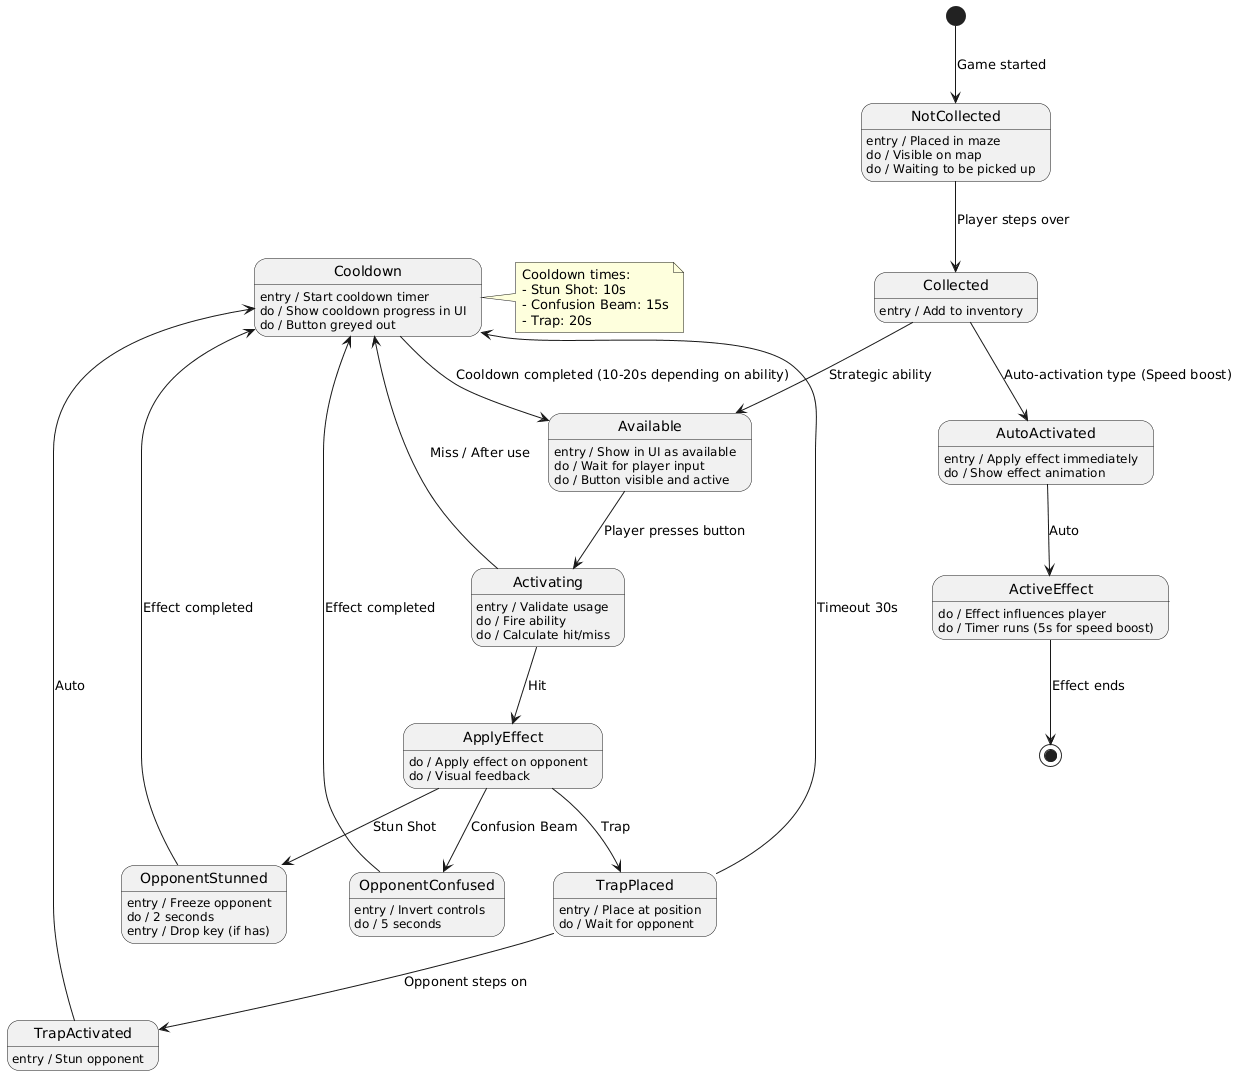 Game started
NotCollected
entry / Placed in maze
do / Visible on map
do / Waiting to be picked up
Player steps over
Cooldown
entry / Start cooldown timer
do / Show cooldown progress in UI
do / Button greyed out
Cooldown times:
- Stun Shot: 10s
- Confusion Beam: 15s
- Trap: 20s
Collected
entry / Add to inventory
Cooldown completed (10-20s depending on ability)
Strategic ability
Auto-activation type (Speed boost)
Available
entry / Show in UI as available
do / Wait for player input
do / Button visible and active
AutoActivated
entry / Apply effect immediately
do / Show effect animation
Miss / After use
Player presses button
Auto
Activating
entry / Validate usage
do / Fire ability
do / Calculate hit/miss
ActiveEffect
do / Effect influences player
do / Timer runs (5s for speed boost)
Effect completed
Effect completed
Timeout 30s
Auto
Hit
Effect ends
ApplyEffect
do / Apply effect on opponent
do / Visual feedback
Stun Shot
Confusion Beam
Trap
OpponentStunned
entry / Freeze opponent
do / 2 seconds
entry / Drop key (if has)
OpponentConfused
entry / Invert controls
do / 5 seconds
TrapPlaced
entry / Place at position
do / Wait for opponent
Opponent steps on
TrapActivated
entry / Stun opponent